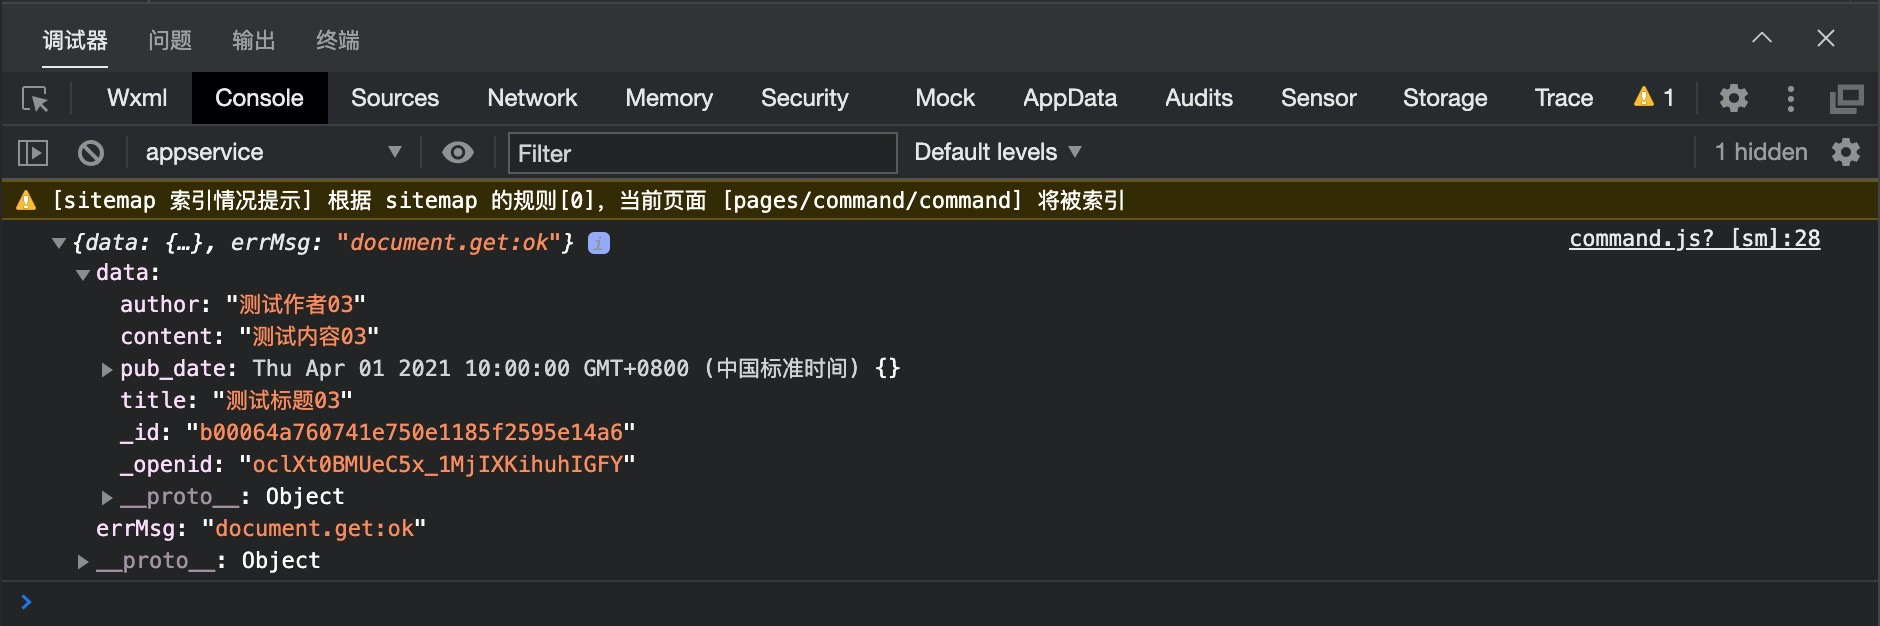 调试器 问题 输出 终端
Wxml Console Sources Network Memory Security Mock AppData Audits Sensor Storage Trace 1
appservice Filter Default levels 1 hidden
[sitemap 索引情况提示] 根据 sitemap 的规则[0]，当前页面 [pages/command/command] 将被索引
{data: {…}, errMsg: "document.get:ok"} i command.js? [sm]:28
data:
author: "测试作者03"
content: "测试内容03"
pub_date: Thu Apr 01 2021 10:00:00 GMT+0800 (中国标准时间) {}
title: "测试标题03"
_id: "b00064a760741e750e1185f2595e14a6"
_openid: "oclXt0BMUeC5x_1MjIXKihuhIGFY"
__proto__: Object
errMsg: "document.get:ok"
__proto__: Object